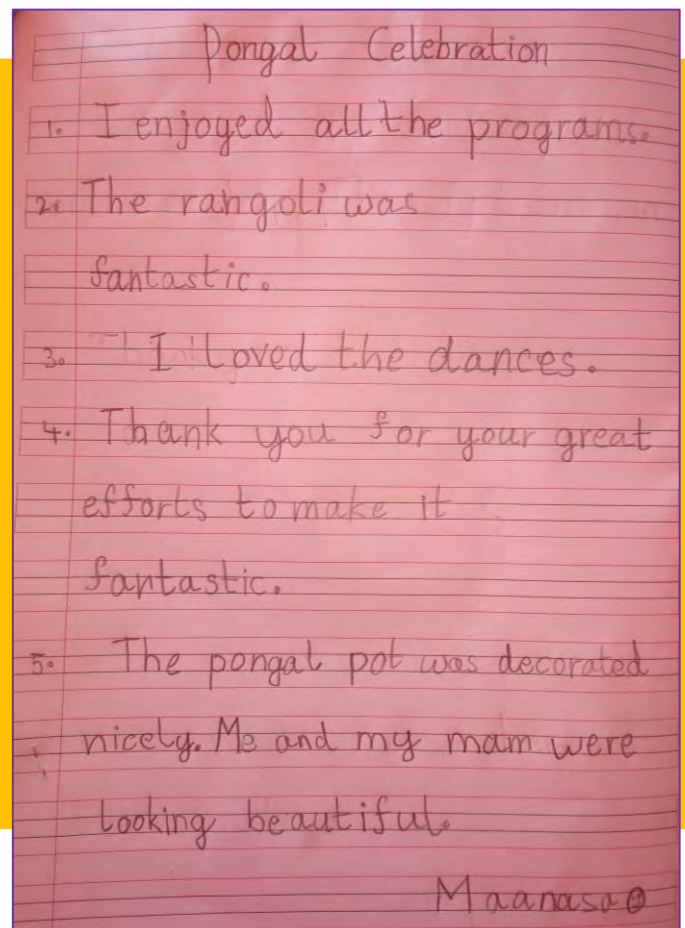 Pongal Celebration
1. I enjoyed all the programs.
2. The rangoli was
fantastic.
3. I loved the dances.
4. Thank you for your great
efforts to make it
fantastic.
5. The pongal pot was decorated
nicely. Me and my mam were
looking beautiful.
Maanasa